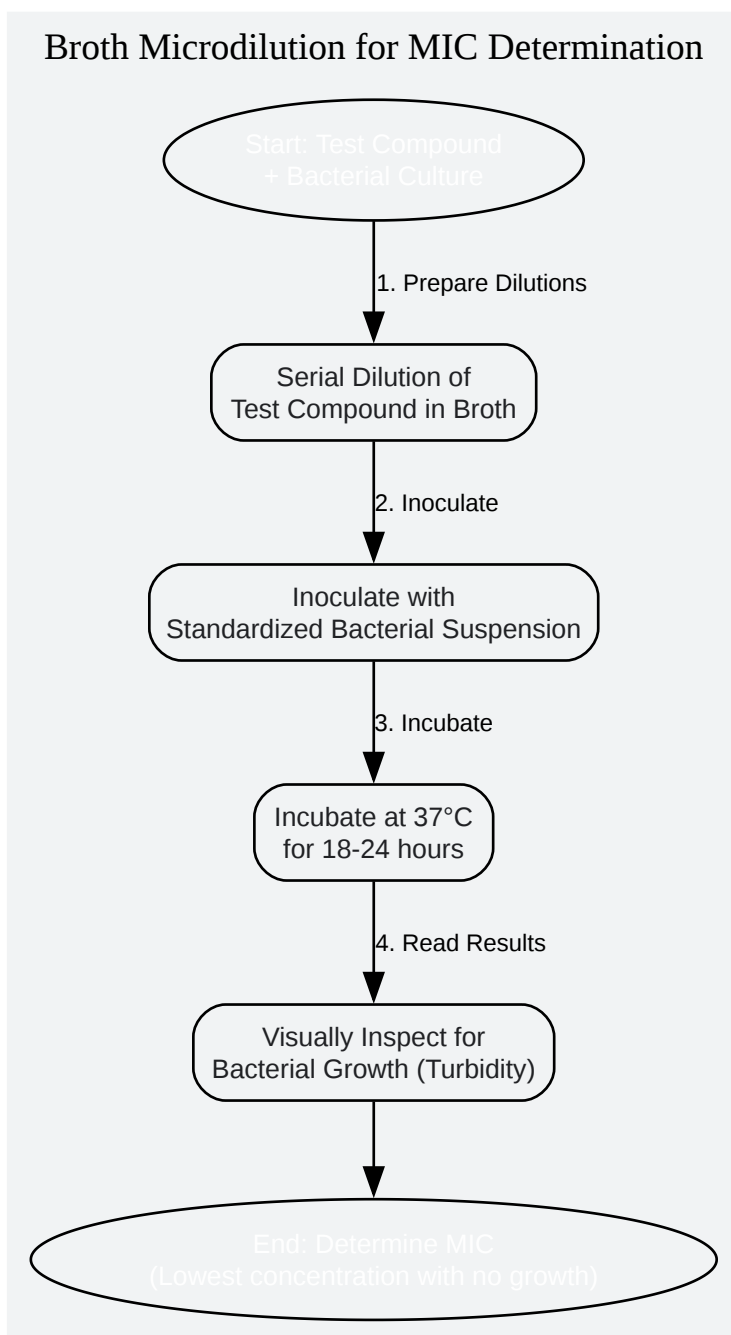 Broth Microdilution for MIC Determination
Start: Test Compound
+ Bacterial Culture
1. Prepare Dilutions
Serial Dilution of
Test Compound in Broth
2. Inoculate
Inoculate with
Standardized Bacterial Suspension
3. Incubate
Incubate at 37°C
for 18-24 hours
4. Read Results
Visually Inspect for
Bacterial Growth (Turbidity)
End: Determine MIC
(Lowest concentration with no growth)